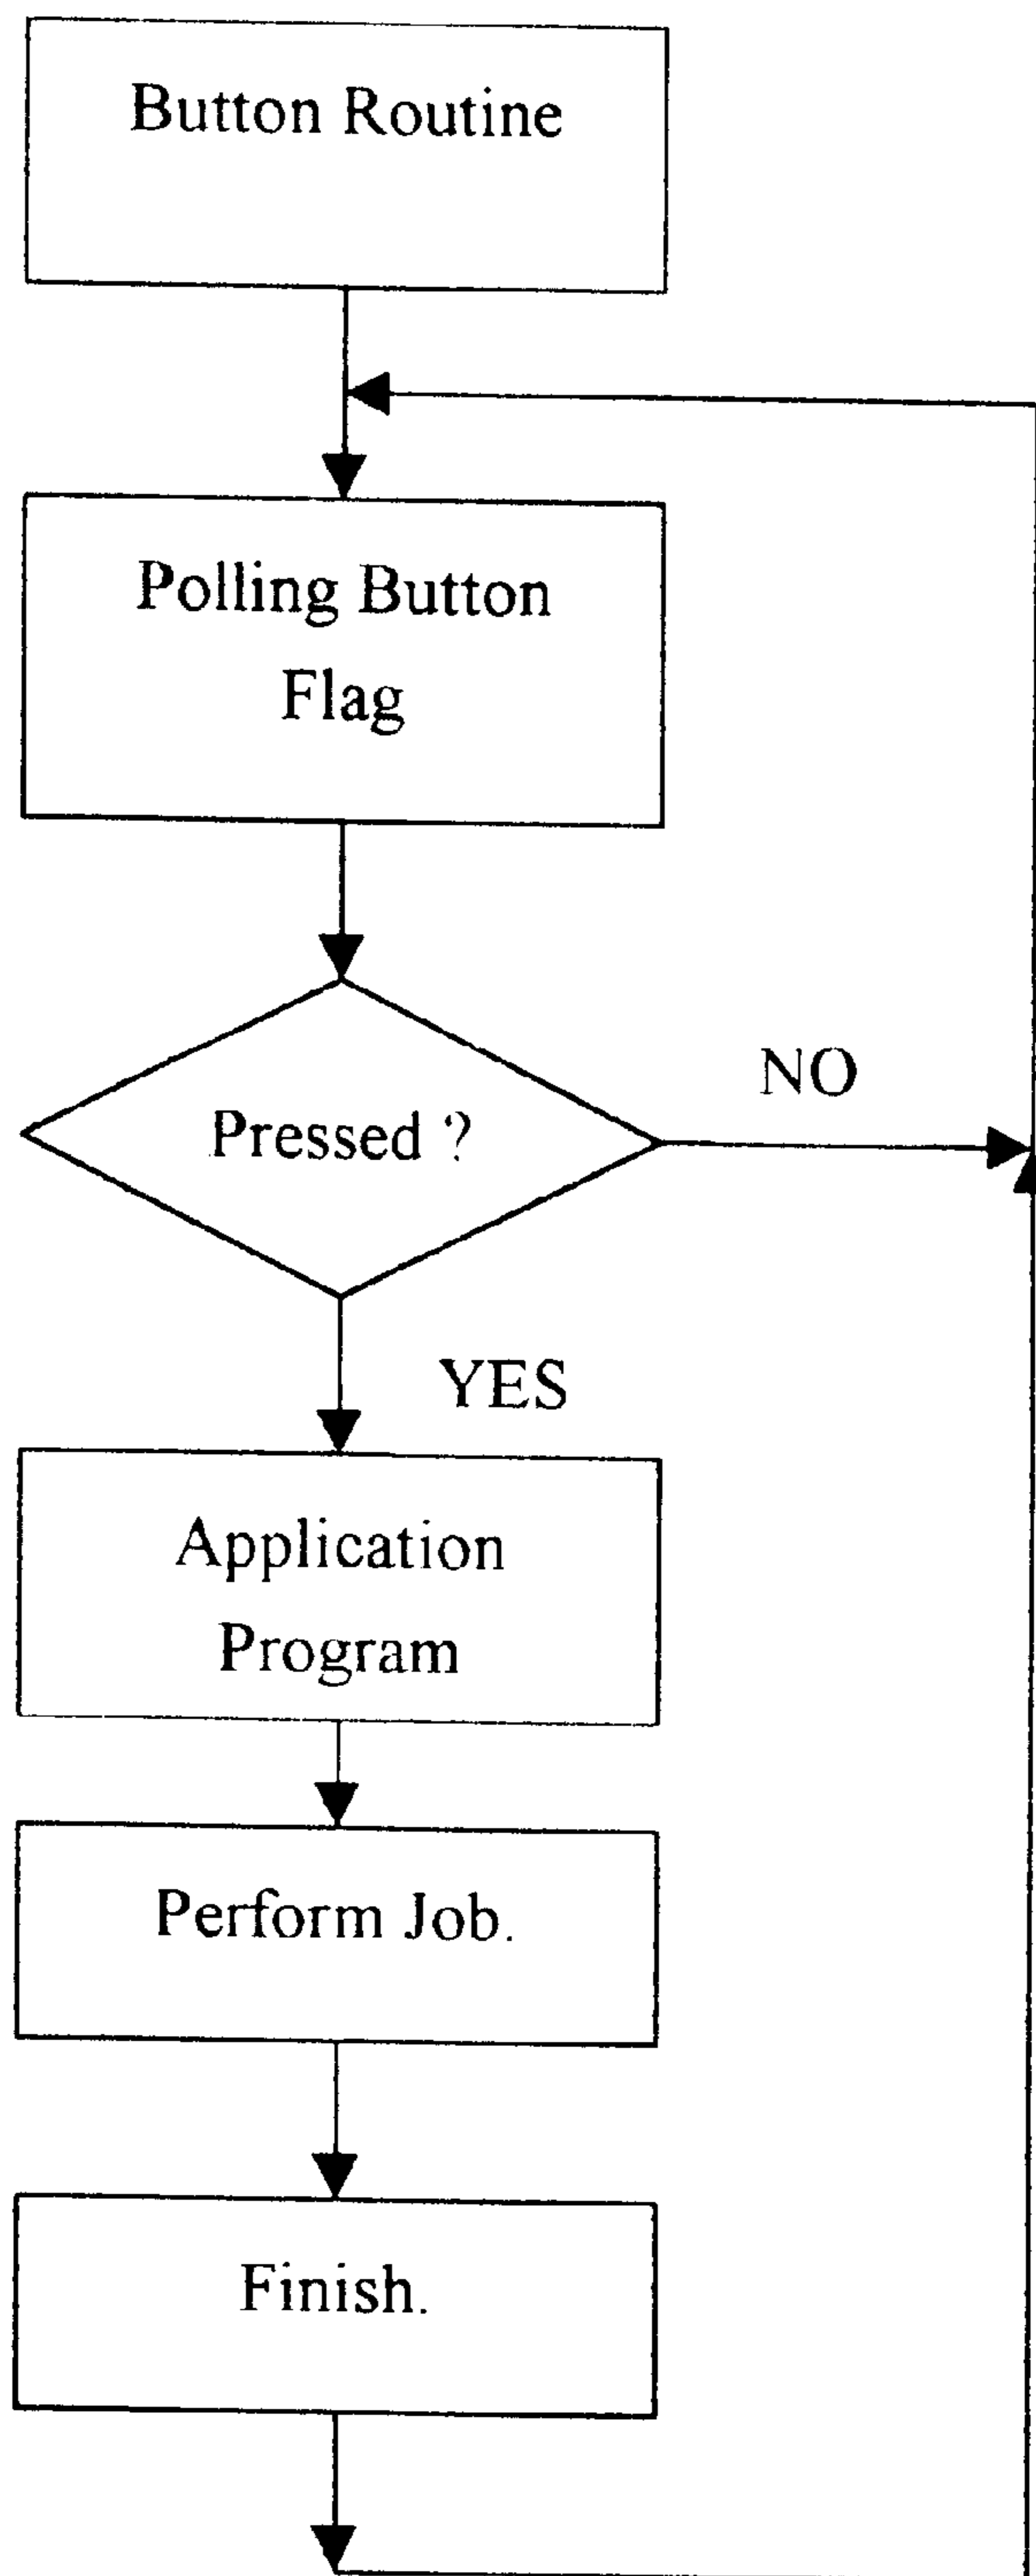 Button Routine
Polling Button
Flag
NO
Pressed ?
YES
Application
Program
Perform Job.
Finish.